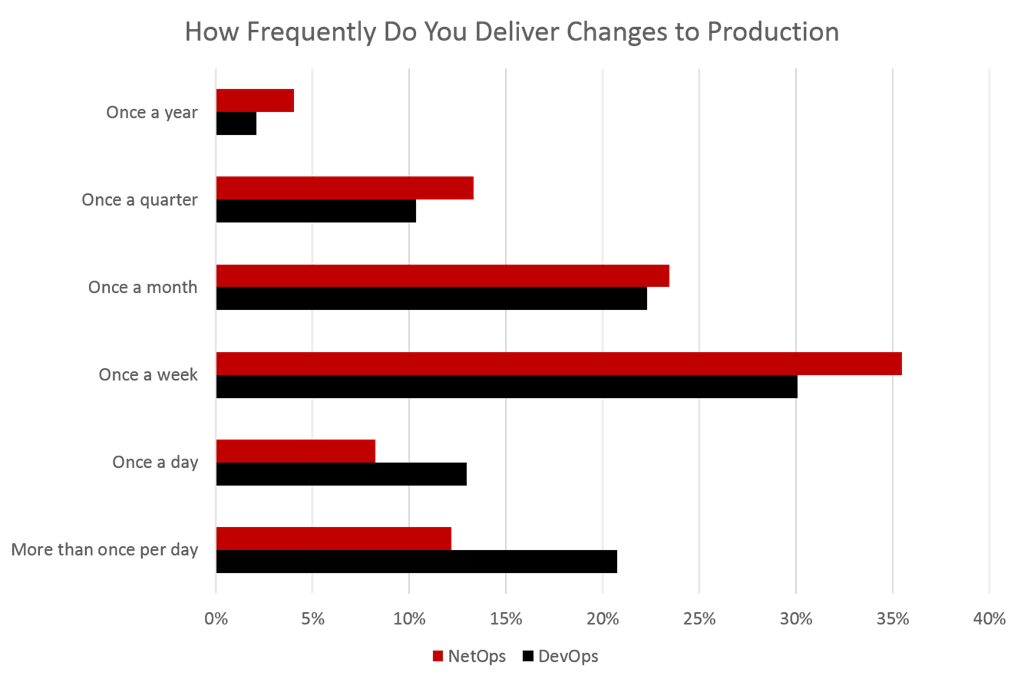 How Frequently Do You Deliver Changes to Production
Once a year
Once a quarter
Once a month
Once a week
Once a day
More than once per day
0% 5% 10% 15% 20% 25% 30% 35% 40%
NetOps DevOps